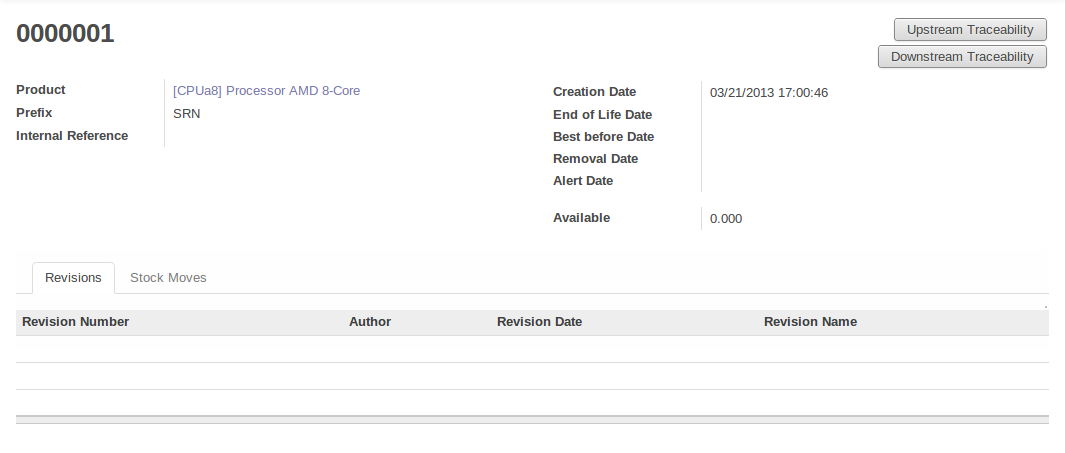 0000001
Upstream Traceability
Downstream Traceability
Product [CPUa8] Processor AMD 8-Core
Prefix SRN
Internal Reference
Creation Date 03/21/2013 17:00:46
End of Life Date
Best before Date
Removal Date
Alert Date
Available 0.000
Revisions Stock Moves
Revision Number Author Revision Date Revision Name